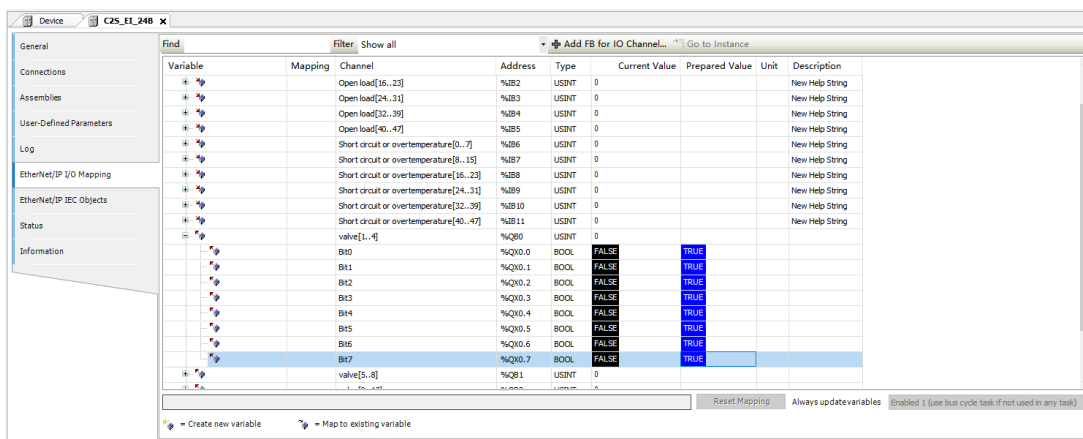 Device C2S_EI_24B
General
Connections
Assemblies
User-Defined Parameters
Log
EtherNet/IP I/O Mapping
EtherNet/IP IEC Objects
Status
Information
Find Filter Show all Add FB for IO Channel... Go to Instance
Variable Mapping Channel Address Type Current Value Prepared Value Unit Description
Open load[16..23] %IB2 USINT 0 New Help String
Open load[24..31] %IB3 USINT 0 New Help String
Open load[32..39] %IB4 USINT 0 New Help String
Open load[40..47] %IB5 USINT 0 New Help String
Short circuit or overtemperature[0..7] %IB6 USINT 0 New Help String
Short circuit or overtemperature[8..15] %IB7 USINT 0 New Help String
Short circuit or overtemperature[16..23] %IB8 USINT 0 New Help String
Short circuit or overtemperature[24..31] %IB9 USINT 0 New Help String
Short circuit or overtemperature[32..39] %IB10 USINT 0 New Help String
Short circuit or overtemperature[40..47] %IB11 USINT 0 New Help String
valve[1..4] %QB0 USINT 0
Bit0 %QX0.0 BOOL FALSE TRUE
Bit1 %QX0.1 BOOL FALSE TRUE
Bit2 %QX0.2 BOOL FALSE TRUE
Bit3 %QX0.3 BOOL FALSE TRUE
Bit4 %QX0.4 BOOL FALSE TRUE
Bit5 %QX0.5 BOOL FALSE TRUE
Bit6 %QX0.6 BOOL FALSE TRUE
Bit7 %QX0.7 BOOL FALSE TRUE
valve[5..8] %QB1 USINT 0
Reset Mapping Always update variables Enabled 1 (use bus cycle task if not used in any task)
= Create new variable = Map to existing variable